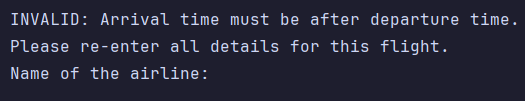 INVALID: Arrival time must be after departure time.
Please re-enter all details for this flight.
Name of the airline: